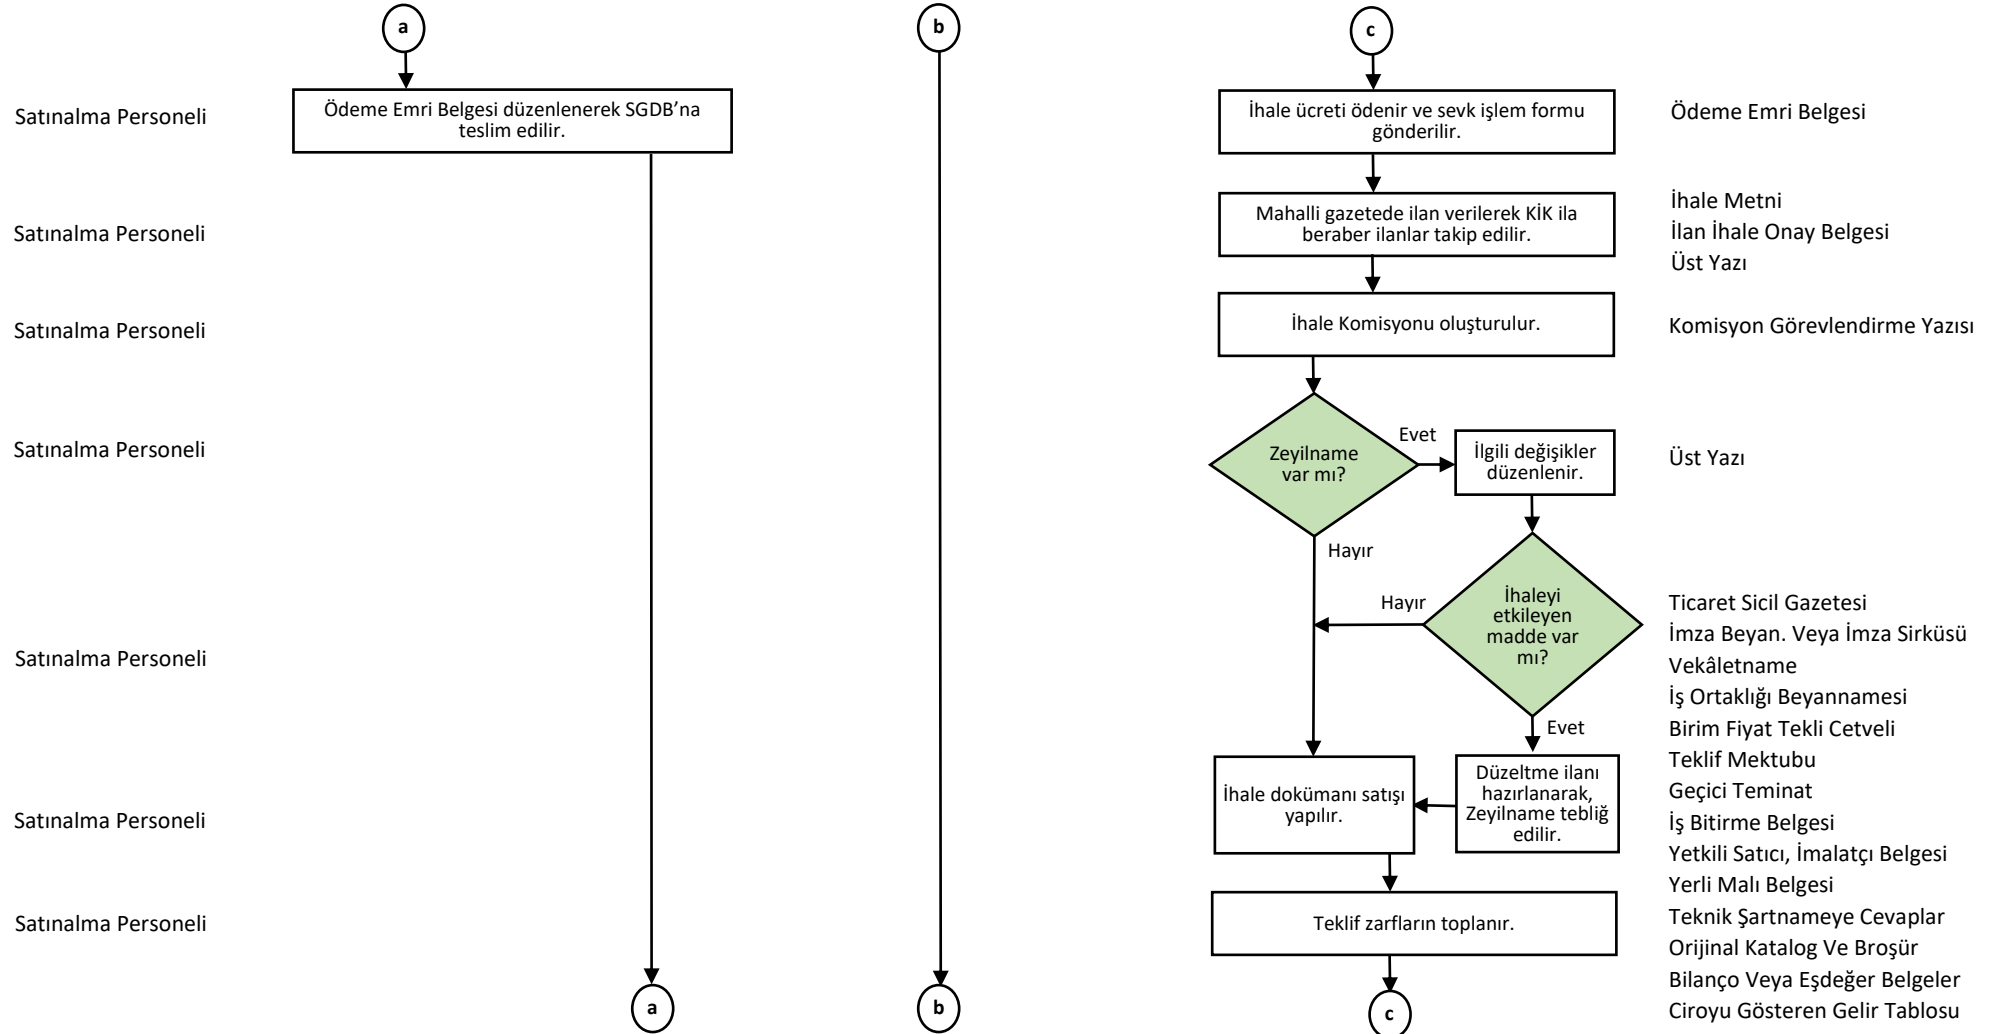 a
b
c
Satınalma Personeli
Ödeme Emri Belgesi düzenlenerek SGDB’na
teslim edilir.
İhale ücreti ödenir ve sevk işlem formu
gönderilir.
Ödeme Emri Belgesi
Satınalma Personeli
Mahalli gazetede ilan verilerek KİK ila
beraber ilanlar takip edilir.
İhale Metni
İlan İhale Onay Belgesi
Üst Yazı
Satınalma Personeli
İhale Komisyonu oluşturulur.
Komisyon Görevlendirme Yazısı
Satınalma Personeli
Zeyilname
var mı?
Evet
İlgili değişikler
düzenlenir.
Üst Yazı
Hayır
Satınalma Personeli
Hayır
İhaleyi
etkileyen
madde var
mı?
Evet
Ticaret Sicil Gazetesi
İmza Beyan. Veya İmza Sirküsü
Vekâletname
İş Ortaklığı Beyannamesi
Birim Fiyat Tekli Cetveli
Teklif Mektubu
Geçici Teminat
İş Bitirme Belgesi
Yetkili Satıcı, İmalatçı Belgesi
Yerli Malı Belgesi
Teknik Şartnameye Cevaplar
Orijinal Katalog Ve Broşür
Bilanço Veya Eşdeğer Belgeler
Ciroyu Gösteren Gelir Tablosu
Satınalma Personeli
İhale dokümanı satışı
yapılır.
Düzeltme ilanı
hazırlanarak,
Zeyilname tebliğ
edilir.
Satınalma Personeli
Teklif zarfların toplanır.
a
b
c